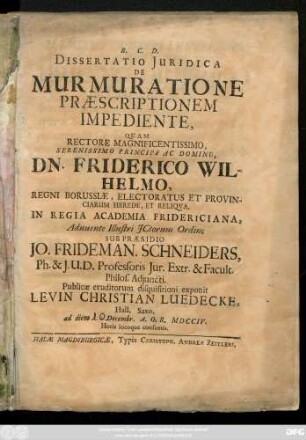 B. C. D.
DISSERTATIO JURIDICA
DE
MURMURATIONE
PRÆSCRIPTIONEM
IMPEDIENTE,
QUAM
RECTORE MAGNIFICENTISSIMO,
SERENISSIMO PRINCIPE AC DOMINO,
DN. FRIDERICO WIL-
HELMO,
REGNI BORUSSIÆ, ELECTORATUS ET PROVIN-
CIARUM HEREDE, ET RELIQVA,
IN REGIA ACADEMIA FRIDERICIANA,
Adnuente Illustri JCtorum Ordine
SUB PRÆSIDIO
JO. FRIDEMAN. SCHNEIDERS,
Ph. & J.U.D. Professoris Jur. Extr. & Facult.
Philos. Adjuncti.
Publicæ eruditorum disquisitioni exponit
LEVIN CHRISTIAN LUEDECKE,
Hall. Saxo,
ad diem Decembr. A. O. R. MDCCIV.
Horis locoque consuetis.
HALÆ MAGDEBURGICÆ, Typis CHRISTOPH. ANDREÆ ZEITLERI,